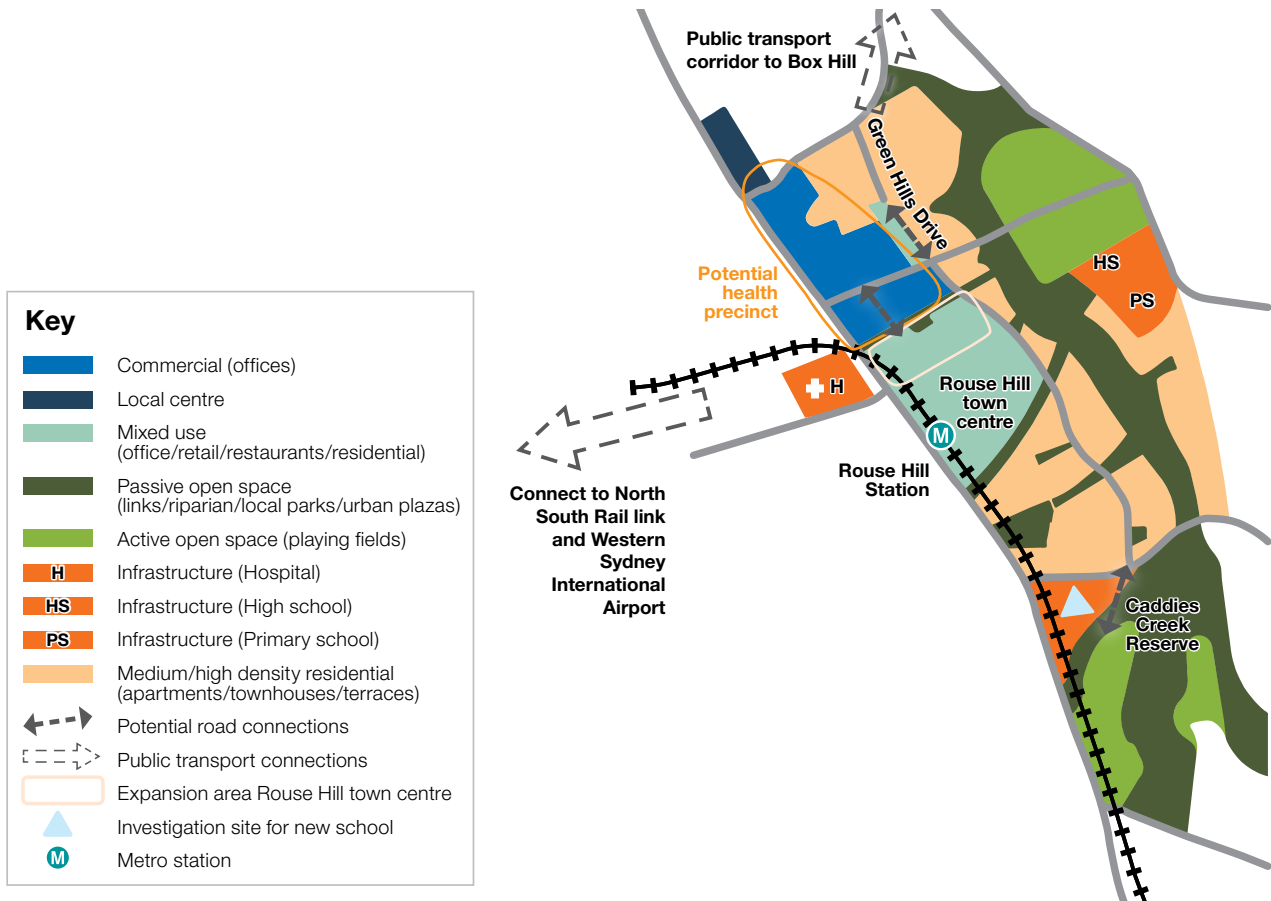 Public transport
corridor to Box Hill
Green Hills Drive
HS
PS
Potential
health
precinct
H
Rouse Hill
town
centre
M
Rouse Hill
Station
Connect to North
South Rail link
and Western
Sydney
International
Airport
Caddies
Creek
Reserve
Key
Commercial (offices)
Local centre
Mixed use
(office/retail/restaurants/residential)
Passive open space
(links/riparian/local parks/urban plazas)
Active open space (playing fields)
H Infrastructure (Hospital)
HS Infrastructure (High school)
PS Infrastructure (Primary school)
Medium/high density residential
(apartments/townhouses/terraces)
Potential road connections
Public transport connections
Expansion area Rouse Hill town centre
Investigation site for new school
M Metro station